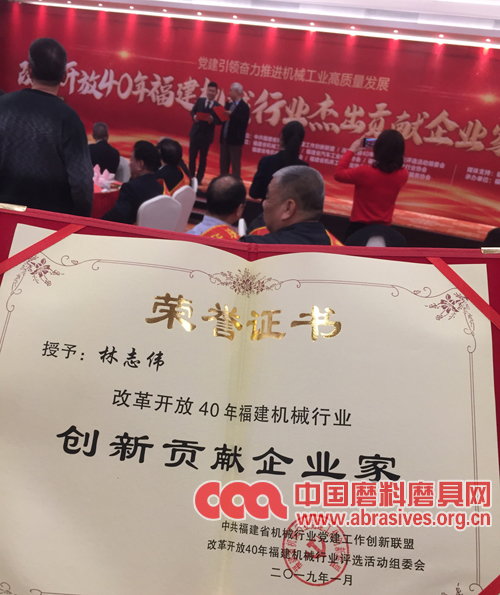 党建引领奋力推进机械工业高质量发展
改革开放40年福建机械行业杰出贡献企业家
荣誉证书
授予：林志伟
改革开放40年福建机械行业
创新贡献企业家
中国磨料磨具网
www.abrasives.org.cn
中共福建省机械行业党建工作创新联盟
改革开放40年福建机械行业评选活动组委会
二〇一九年一月